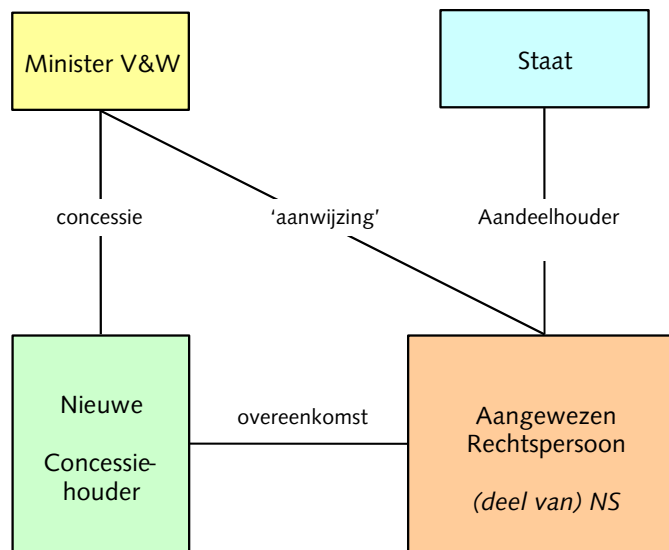 Minister V&W
Staat
concessie
'aanwijzing'
Aandeelhouder
Nieuwe
Concessie-
houder
overeenkomst
Aangewezen
Rechtspersoon
(deel van) NS